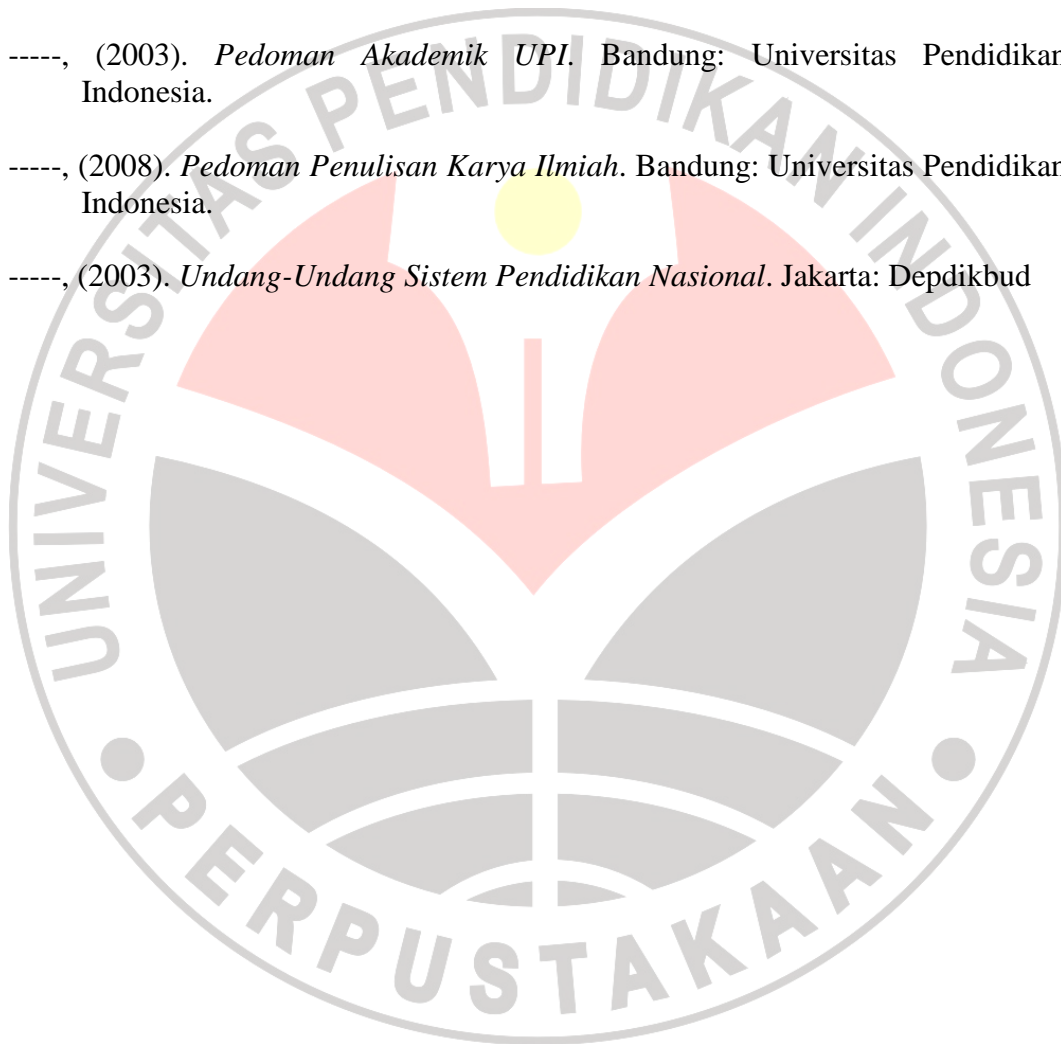 -----, (2003). Pedoman Akademik UPI. Bandung: Universitas Pendidikan
Indonesia.
-----, (2008). Pedoman Penulisan Karya Ilmiah. Bandung: Universitas Pendidikan
Indonesia.
-----, (2003). Undang-Undang Sistem Pendidikan Nasional. Jakarta: Depdikbud
UNIVERSITAS PENDIDIKAN INDONESIA
PERPUSTAKAAN